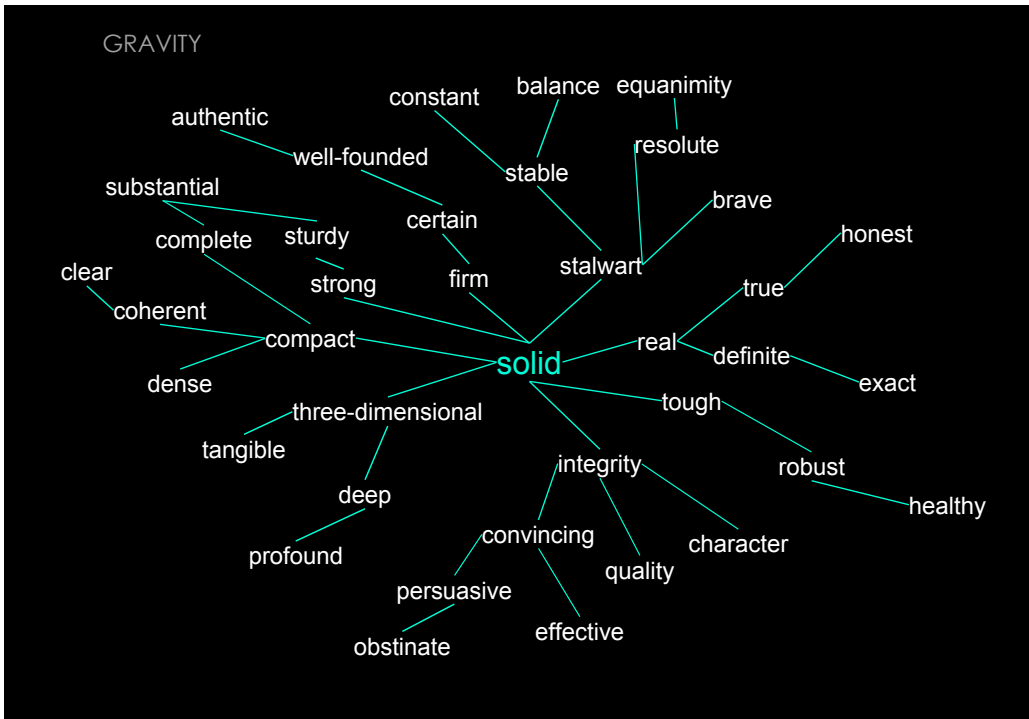 GRAVITY
balance
equanimity
constant
authentic
resolute
well-founded
stable
substantial
brave
certain
sturdy
honest
complete
stalwart
clear
firm
strong
true
coherent
compact
real
definite
solid
dense
exact
tough
three-dimensional
tangible
integrity
robust
deep
healthy
convincing
character
profound
quality
persuasive
effective
obstinate